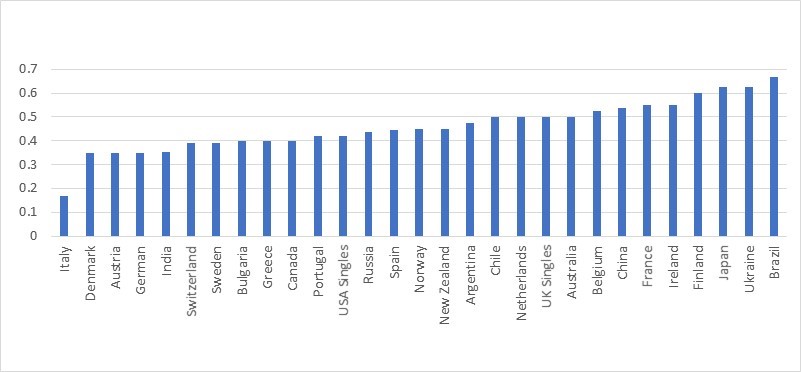 0.7
0.6
0.5
0.4
0.3
0.2
0.1
0
Italy
Denmark
Austria
German
India
Switzerland
Sweden
Bulgaria
Greece
Canada
Portugal
USA Singles
Russia
Spain
Norway
New Zealand
Argentina
Chile
Netherlands
UK Singles
Australia
Belgium
China
France
Ireland
Finland
Japan
Ukraine
Brazil